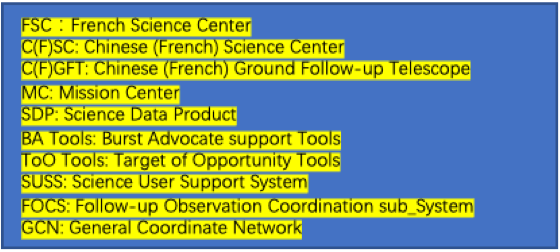 FSC：French Science Center
C(F)SC: Chinese (French) Science Center
C(F)GFT: Chinese (French) Ground Follow-up Telescope
MC: Mission Center
SDP: Science Data Product
BA Tools: Burst Advocate support Tools
ToO Tools: Target of Opportunity Tools
SUSS: Science User Support System
FOCS: Follow-up Observation Coordination sub_System
GCN: General Coordinate Network